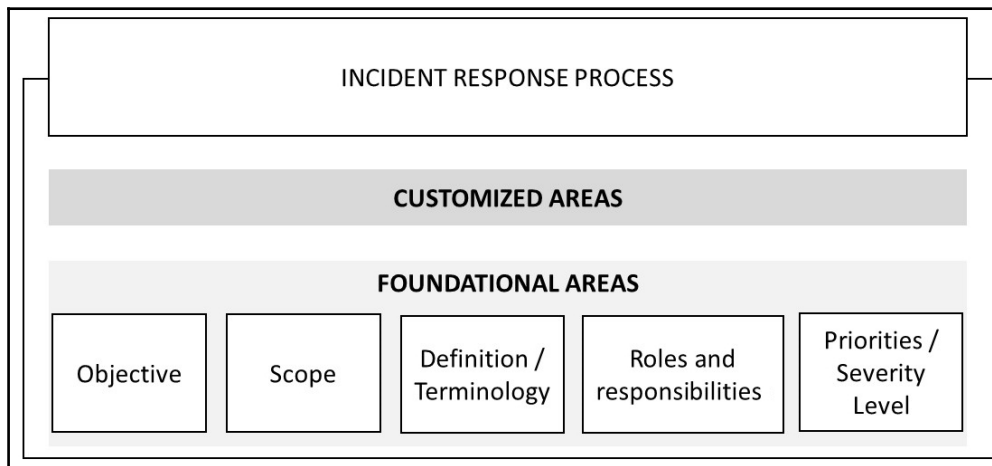 INCIDENT RESPONSE PROCESS
CUSTOMIZED AREAS
FOUNDATIONAL AREAS
Objective
Scope
Definition /
Terminology
Roles and
responsibilities
Priorities /
Severity
Level